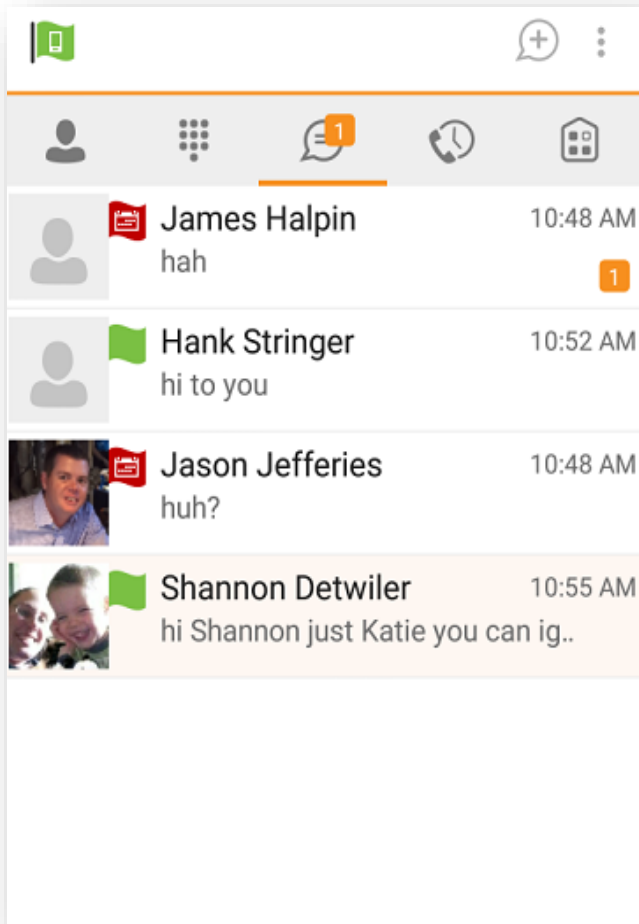 1
James Halpin 10:48 AM
hah
1
Hank Stringer 10:52 AM
hi to you
Jason Jefferies 10:48 AM
huh?
Shannon Detwiler 10:55 AM
hi Shannon just Katie you can ig..